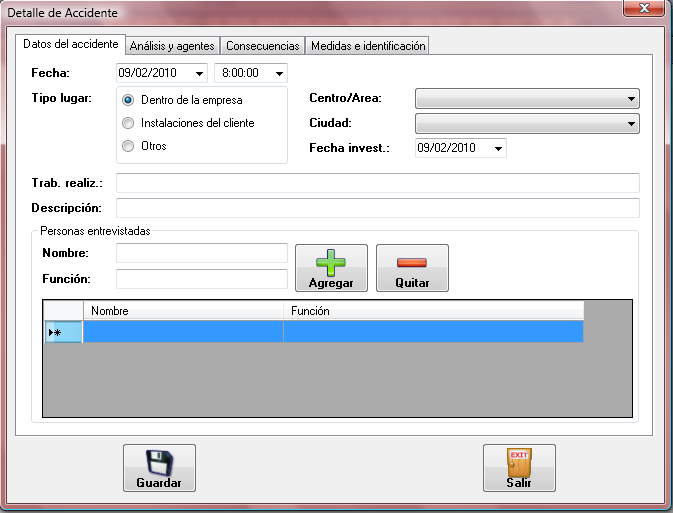 Detalle de Accidente
Datos del accidente Análisis y agentes Consecuencias Medidas e identificación
Fecha: 09/02/2010 8:00:00
Tipo lugar: Dentro de la empresa Centro/Area:
Instalaciones del cliente Ciudad:
Otros Fecha invest.: 09/02/2010
Trab. realiz.:
Descripción:
Personas entrevistadas
Nombre:
Función: Agregar Quitar
Nombre Función
EXIT
Guardar Salir